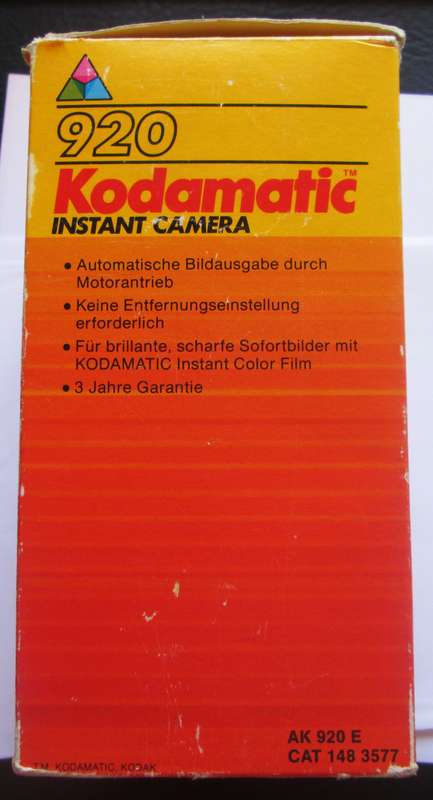 920
Kodamatic™
INSTANT CAMERA
• Automatische Bildausgabe durch
Motorantrieb
• Keine Entfernungseinstellung
erforderlich
• Für brillante, scharfe Sofortbilder mit
KODAMATIC Instant Color Film
• 3 Jahre Garantie
AK 920 E
CAT 148 3577
T.M. KODAMATIC, KODAK